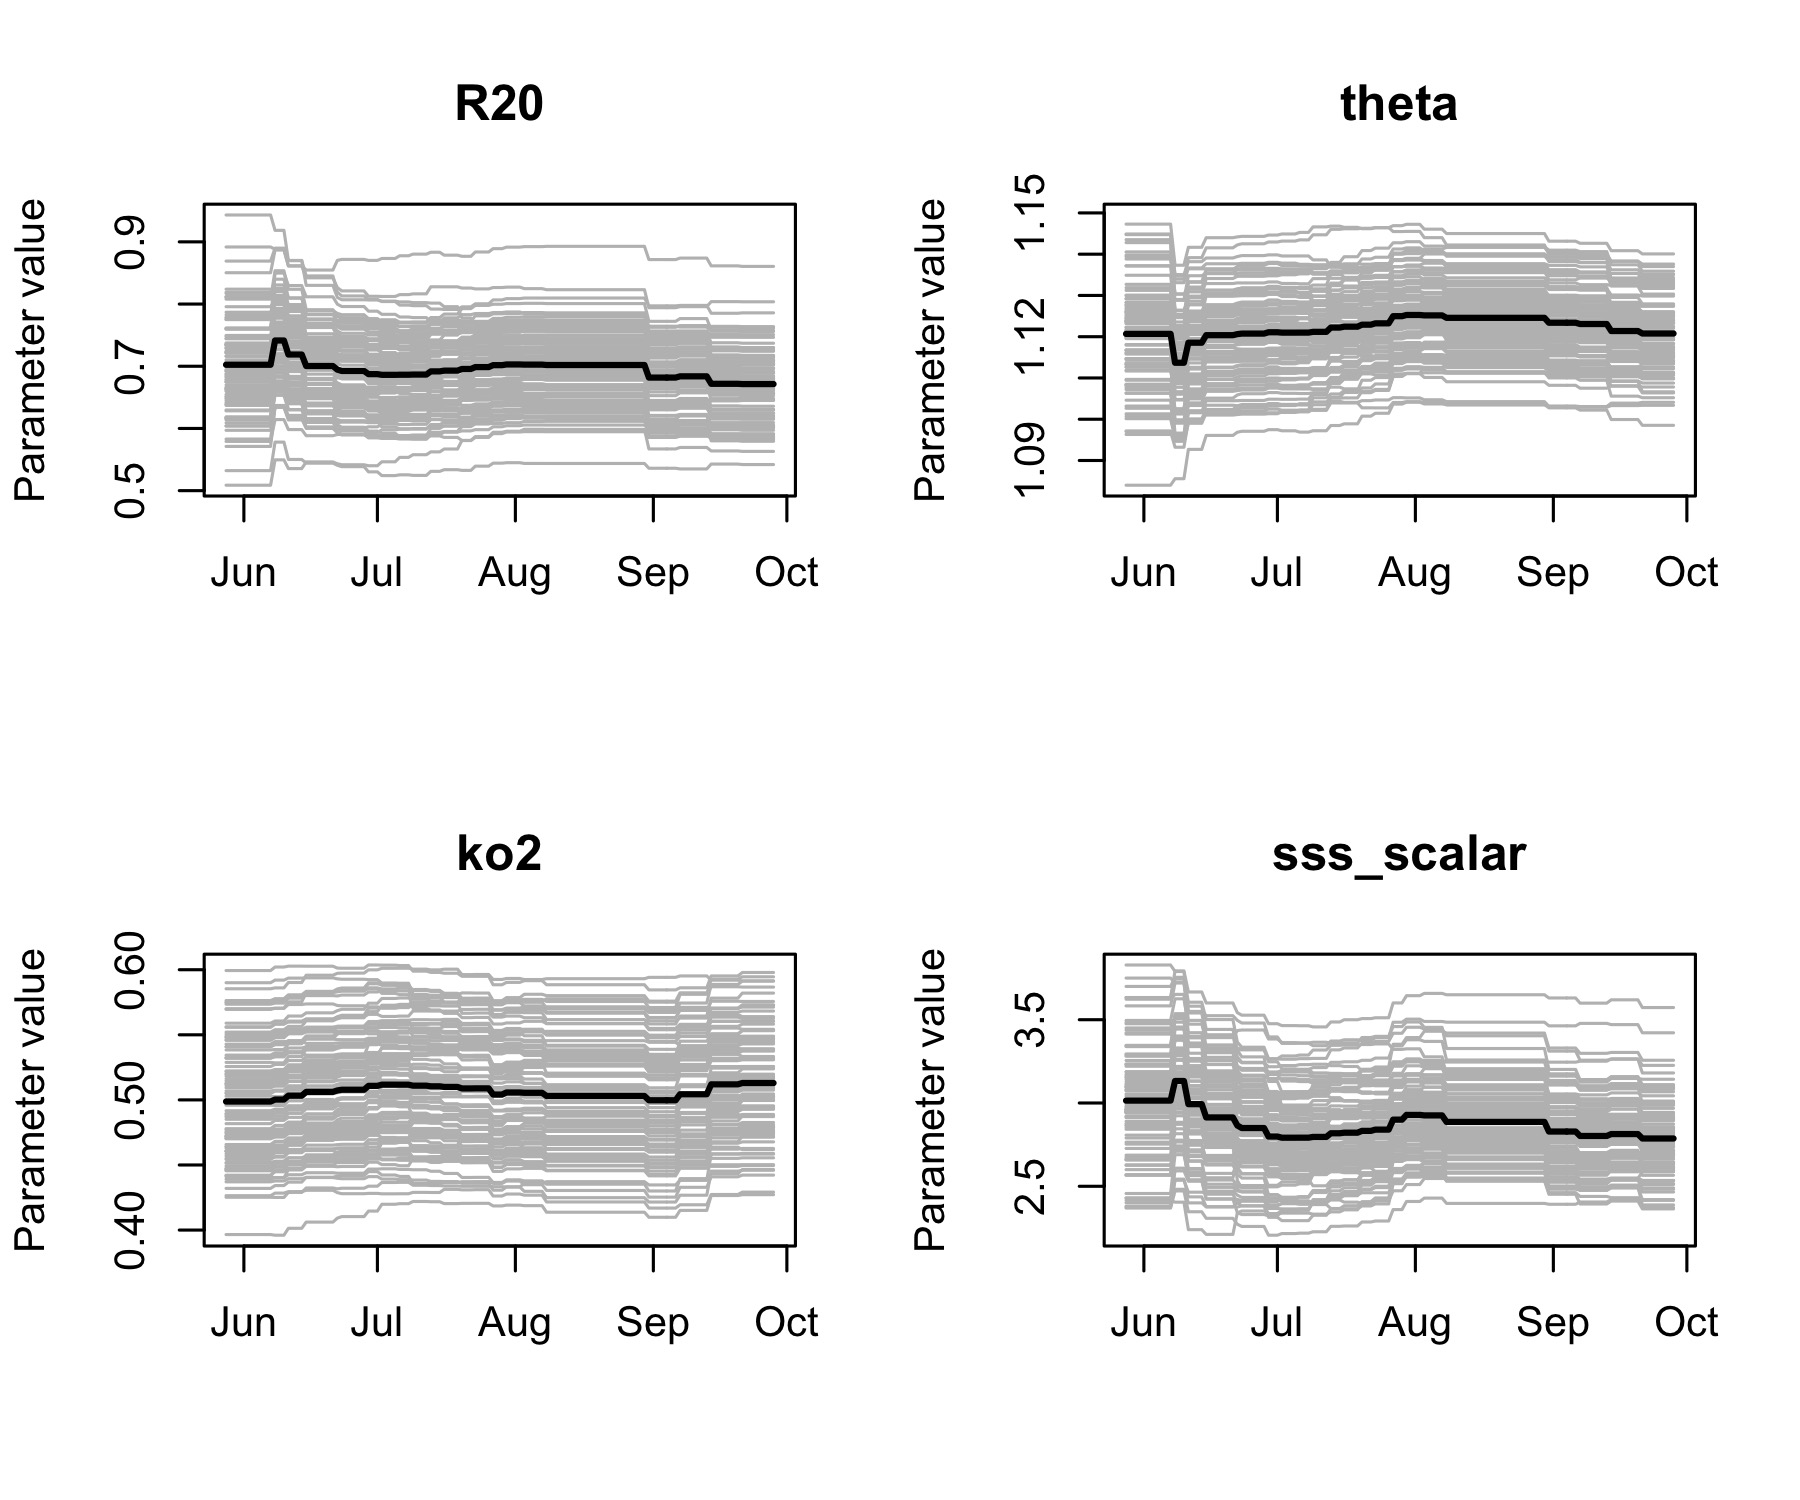 R20
Parameter value
0.5 0.7 0.9
Jun Jul Aug Sep Oct
theta
Parameter value
1.09 1.12 1.15
Jun Jul Aug Sep Oct
ko2
Parameter value
0.40 0.50 0.60
Jun Jul Aug Sep Oct
sss_scalar
Parameter value
2.5 3.5
Jun Jul Aug Sep Oct